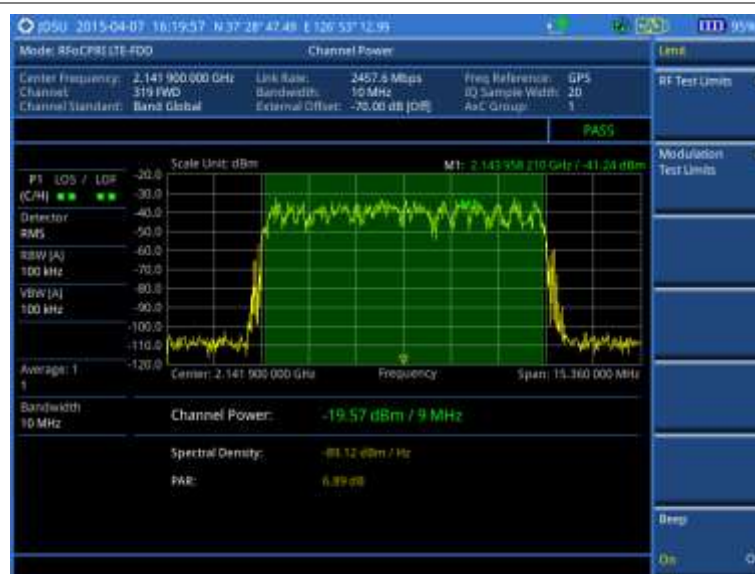 JDSU 2015-04-07 16:19:57 N 37° 28' 47.49 E 126° 53' 12.95 95%
Mode: RFoCPRI LTE-FDD Channel Power Limit
Center Frequency: 2.141 900 000 GHz Link Rate: 2457.6 Mbps Freq Reference: GPS
Channel: 319 FWD Bandwidth: 10 MHz IQ Sample Width: 20
Channel Standard: Band Global External Offset: -70.00 dB [Off] AxC Group: 1
RF Test Limits
PASS
Scale Unit: dBm M1: 2.143 958 210 GHz / -41.24 dBm
Modulation
Test Limits
P1 LOS / LOF
(C/H)
Detector
RMS
RBW [A]
100 kHz
VBW [A]
100 kHz
Average: 1
1
Bandwidth
10 MHz
-20.0
-30.0
-40.0
-50.0
-60.0
-70.0
-80.0
-90.0
-100.0
-110.0
-120.0
Center: 2.141 900 000 GHz Frequency Span: 15.360 000 MHz
Channel Power: -19.57 dBm / 9 MHz
Spectral Density: -89.12 dBm / Hz
PAR: 6.89 dB
Beep
On